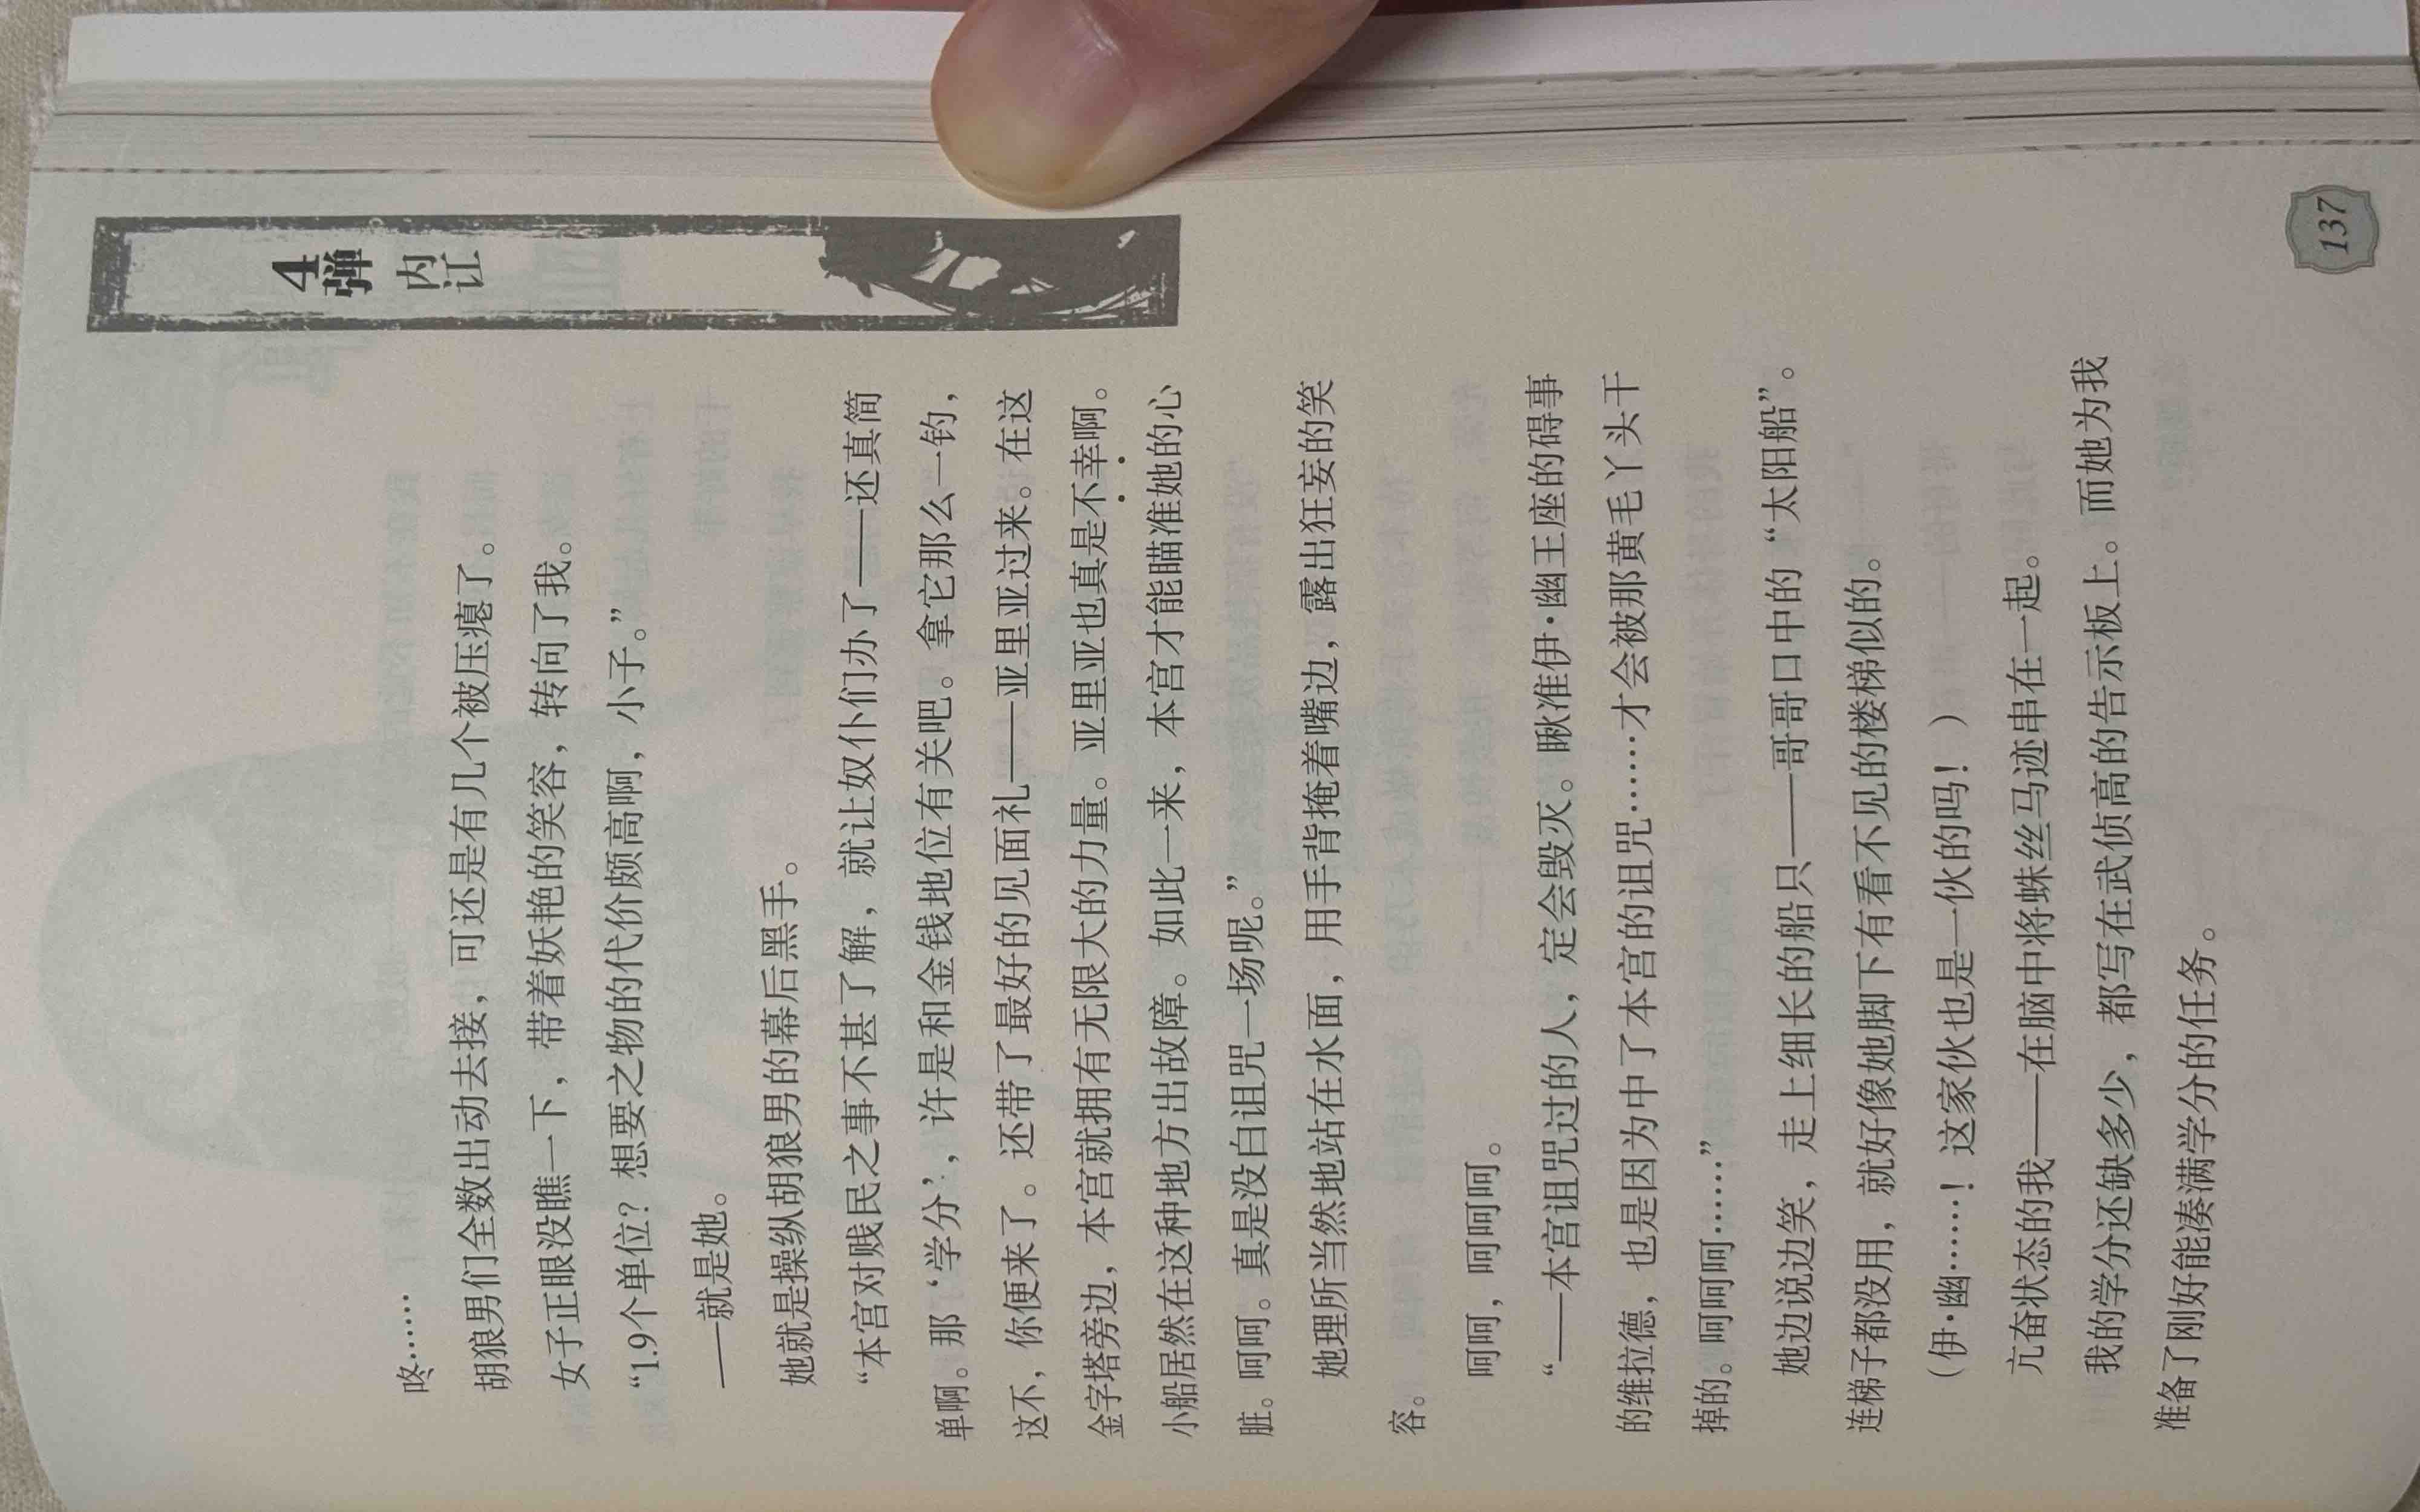 4弹 内讧
咚……
胡狼男们全数出动去接，可还是有几个被压瘪了。
女子正眼没瞧一下，带着妖艳的笑容，转向了我。
“1.9个单位？想要之物的代价颇高啊，小子。”
——就是她。
她就是操纵胡狼男的幕后黑手。
“本宫对贱民之事不甚了解，就让奴仆们办了——还真简
单啊。那‘学分’，许是和金钱地位有关吧。拿它那么一钓，
这不，你便来了。还带了最好的见面礼——亚里亚过来。在这
金字塔旁边，本宫就拥有无限大的力量。亚里亚也真是不幸啊。
小船居然在这种地方出故障。如此一来，本宫才能瞄准她的心
脏。呵呵。真是没白诅咒一场呢。”
她理所当然地站在水面，用手背掩着嘴边，露出狂妄的笑
容。
呵呵，呵呵呵。
“——本宫诅咒过的人，定会毁灭。瞅准伊·幽王座的碍事
的维拉德，也是因为中了本宫的诅咒……才会被那黄毛丫头干
掉的。呵呵呵……”
她边说边笑，走上细长的船只——哥哥口中的“太阳船”。
连梯子都没用，就好像她脚下有看不见的楼梯似的。
（伊·幽……！这家伙也是一伙的吗！）
亢奋状态的我——在脑中将蛛丝马迹串在一起。
我的学分还缺多少，都写在武侦高的告示板上。而她为我
准备了刚好能凑满学分的任务。
137